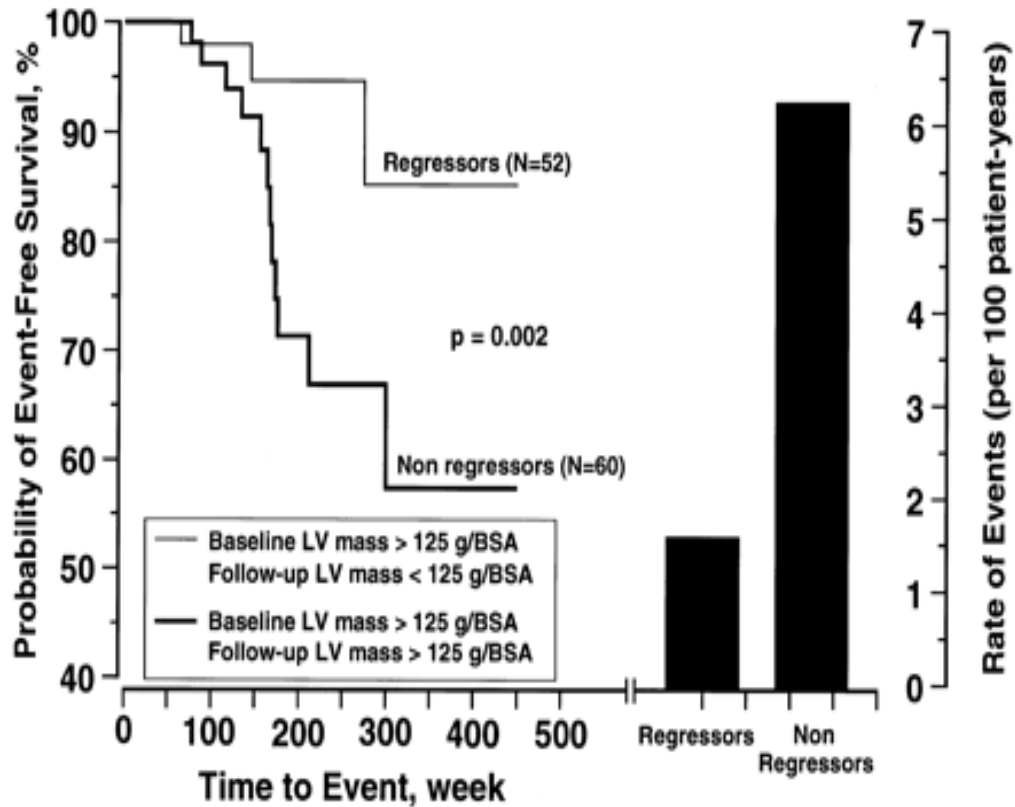 Probability of Event-Free Survival, %
100
90
80
70
60
50
40
Regressors (N=52)
p = 0.002
Non regressors (N=60)
Baseline LV mass > 125 g/BSA
Follow-up LV mass < 125 g/BSA
Baseline LV mass > 125 g/BSA
Follow-up LV mass > 125 g/BSA
0 100 200 300 400 500
Time to Event, week
7
6
5
4
3
2
1
0
Rate of Events (per 100 patient-years)
Regressors
Non
Regressors